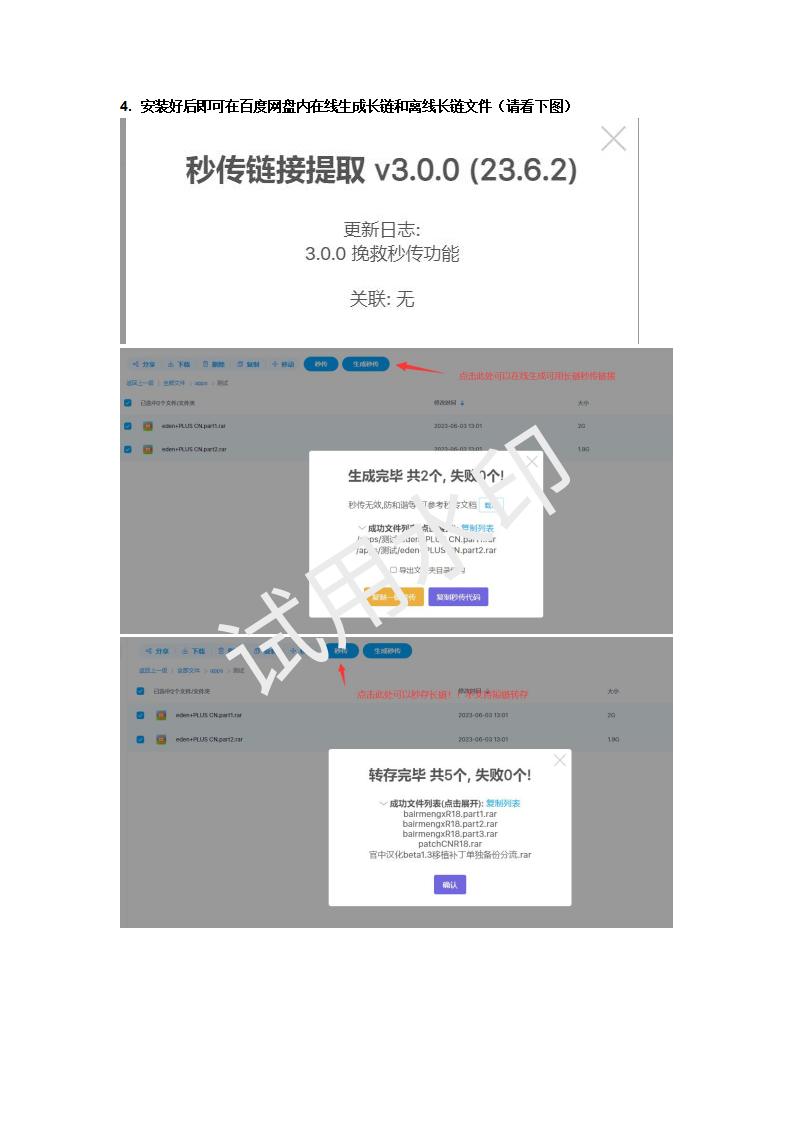 4. 安装好后即可在百度网盘内在线生成长链和离线长链文件（请看下图）
秒传链接提取 v3.0.0 (23.6.2)
更新日志:
3.0.0 挽救秒传功能
关联: 无
分享 下载 删除 复制 移动 秒传 生成秒传
点击此处可以在线生成可用长链秒传链接
返回上一级 | 全部文件 > apps > 测试
已选中2个文件/文件夹 修改时间 大小
eden+PLUS CN.part1.rar 2023-06-03 13:01 2G
eden+PLUS CN.part2.rar 2023-06-03 13:01 1.9G
生成完毕 共2个, 失败0个!
秒传无效,防和谐等 可参考秒传文档
成功文件列表(点击 复制列表
/apps/测试/eden+PLUS CN.part1.rar
/apps/测试/eden+PLUS CN.part2.rar
导出文 夹目录
复制一 秒传 复制秒传代码
试用水印
分享 下载 秒传 生成秒传
返回上一级 | 全部文件 > apps > 测试
点击此处可以秒存长链！ 转存
已选中2个文件/文件夹 修改时间 大小
eden+PLUS CN.part1.rar 2023-06-03 13:01 2G
eden+PLUS CN.part2.rar 2023-06-03 13:01 1.9G
转存完毕 共5个, 失败0个!
成功文件列表(点击展开): 复制列表
bairmengxR18.part1.rar
bairmengxR18.part2.rar
bairmengxR18.part3.rar
patchCNR18.rar
官中汉化beta1.3移植补丁单独备份分流.rar
确认